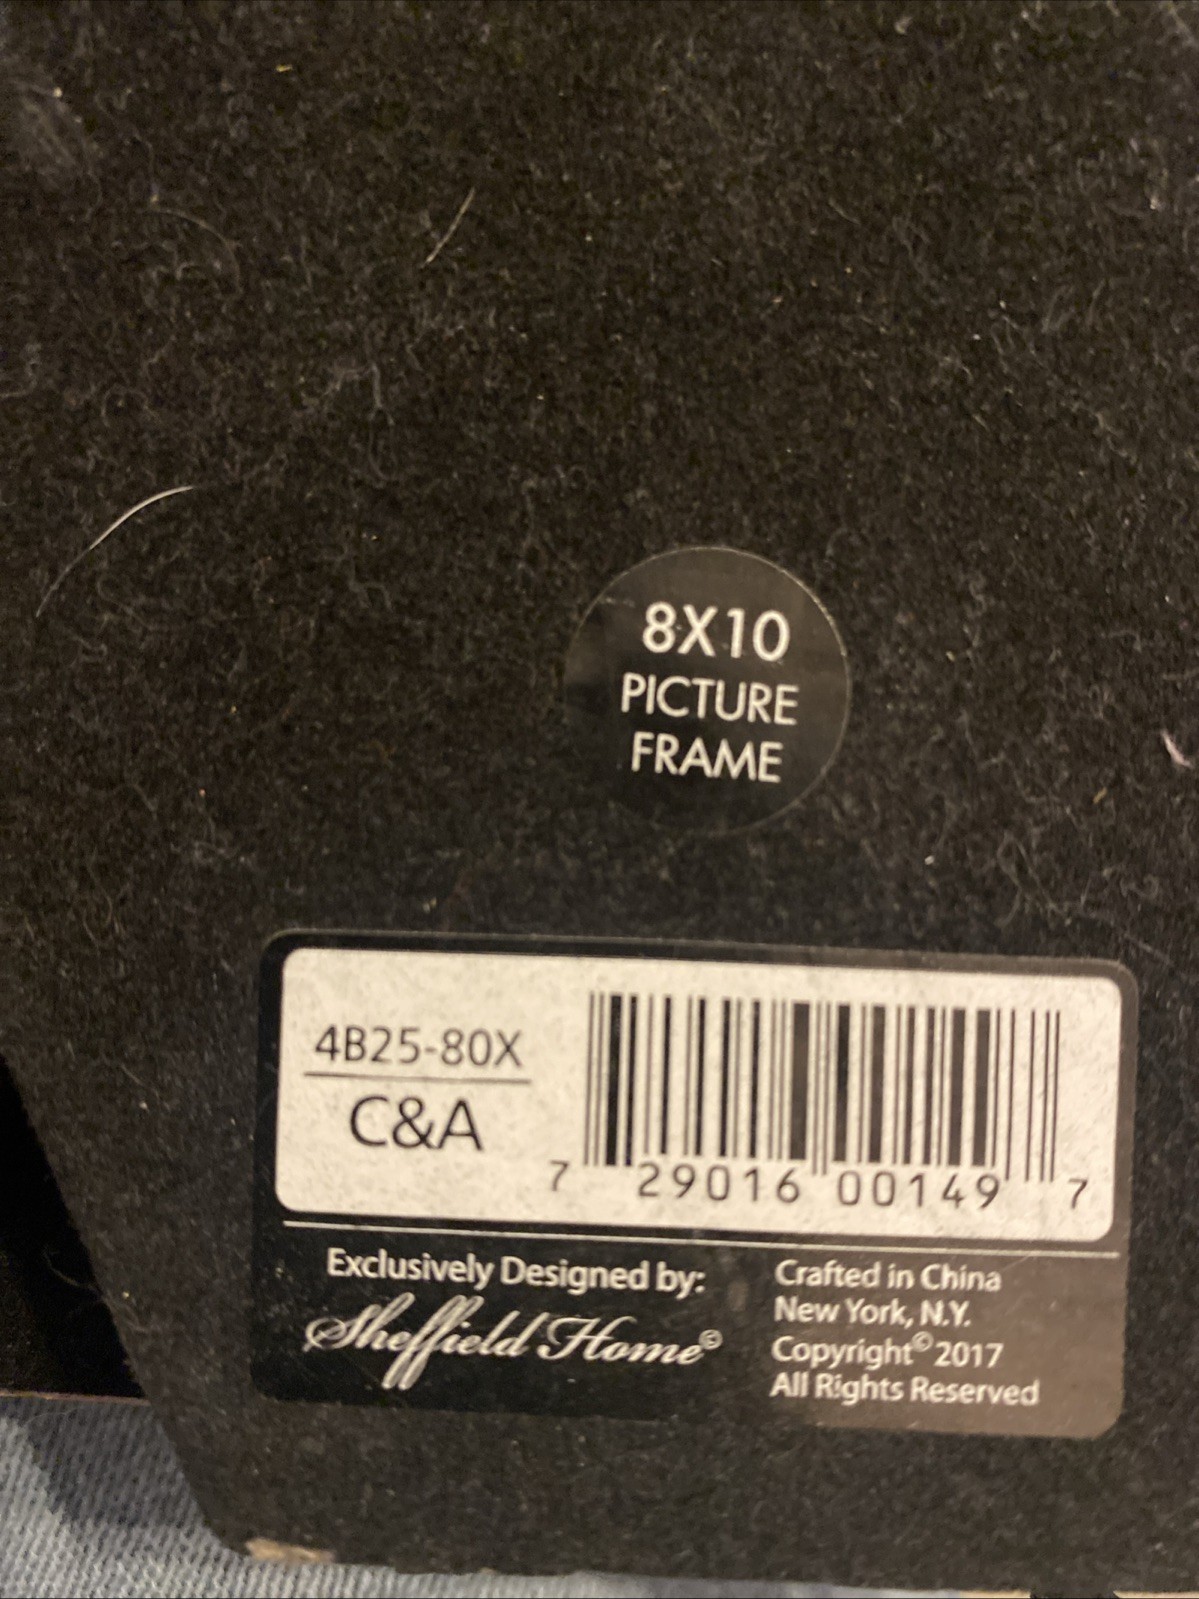 8X10
PICTURE
FRAME
4B25-80X
C&A
7 29016 00149 7
Exclusively Designed by:
Sheffield Home©
Crafted in China
New York, N.Y.
Copyright© 2017
All Rights Reserved